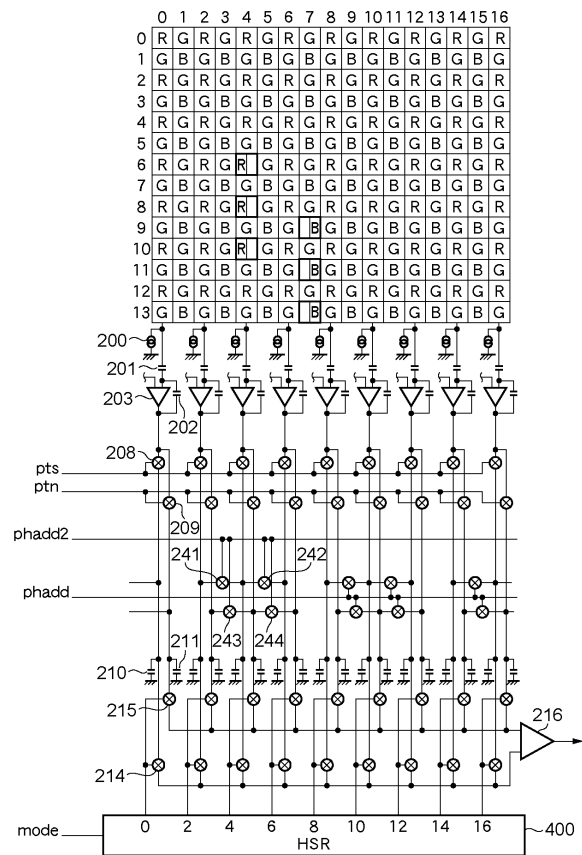 0 1 2 3 4 5 6 7 8 9 10 11 12 13 14 15 16
0 R G R G R G R G R G R G R G R G R
1 G B G B G B G B G B G B G B G B G
2 R G R G R G R G R G R G R G R G R
3 G B G B G B G B G B G B G B G B G
4 R G R G R G R G R G R G R G R G R
5 G B G B G B G B G B G B G B G B G
6 R G R G R G R G R G R G R G R G R
7 G B G B G B G B G B G B G B G B G
8 R G R G R G R G R G R G R G R G R
9 G B G B G B G B G B G B G B G B G
10 R G R G R G R G R G R G R G R G R
11 G B G B G B G B G B G B G B G B G
12 R G R G R G R G R G R G R G R G R
13 G B G B G B G B G B G B G B G B G
200
201
203
202
208
pts
ptn
209
phadd2
241 242
phadd
243 244
210 211
215
216
214
0 2 4 6 8 10 12 14 16
400
mode
HSR